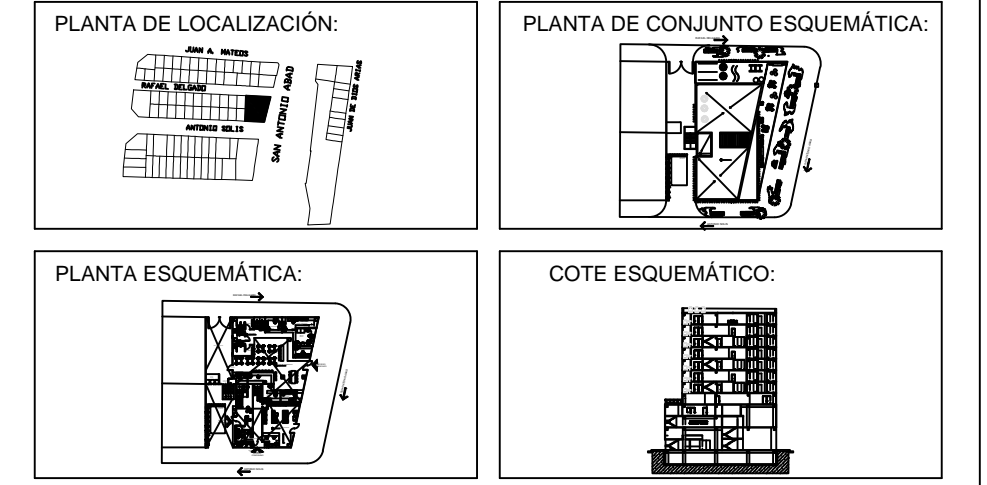 PLANTA DE LOCALIZACIÓN:
JUAN A. MATEOS
RAFAEL DELGADO
ANTONIO SOLIS
SAN ANTONIO ABAD
JUAN DE DIOS ARIAS
PLANTA DE CONJUNTO ESQUEMÁTICA:
PLANTA ESQUEMÁTICA:
COTE ESQUEMÁTICO: